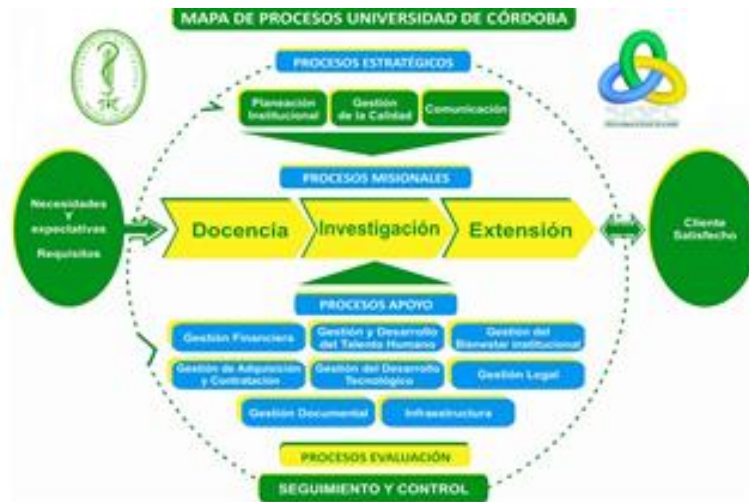 MAPA DE PROCESOS UNIVERSIDAD DE CÓRDOBA
PROCESOS ESTRATÉGICOS
Planeación
Institucional
Gestión
de la Calidad
Comunicación
PROCESOS MISIONALES
Necesidades
Y
expectativas
Requisitos
Docencia
Investigación
Extensión
Cliente
Satisfecho
PROCESOS APOYO
Gestión Financiera
Gestión y Desarrollo
del Talento Humano
Gestión del
Bienestar institucional
Gestión de Adquisición
y Contratación
Gestión del Desarrollo
Tecnológico
Gestión Legal
Gestión Documental
Infraestructura
PROCESOS EVALUACIÓN
SEGUIMIENTO Y CONTROL